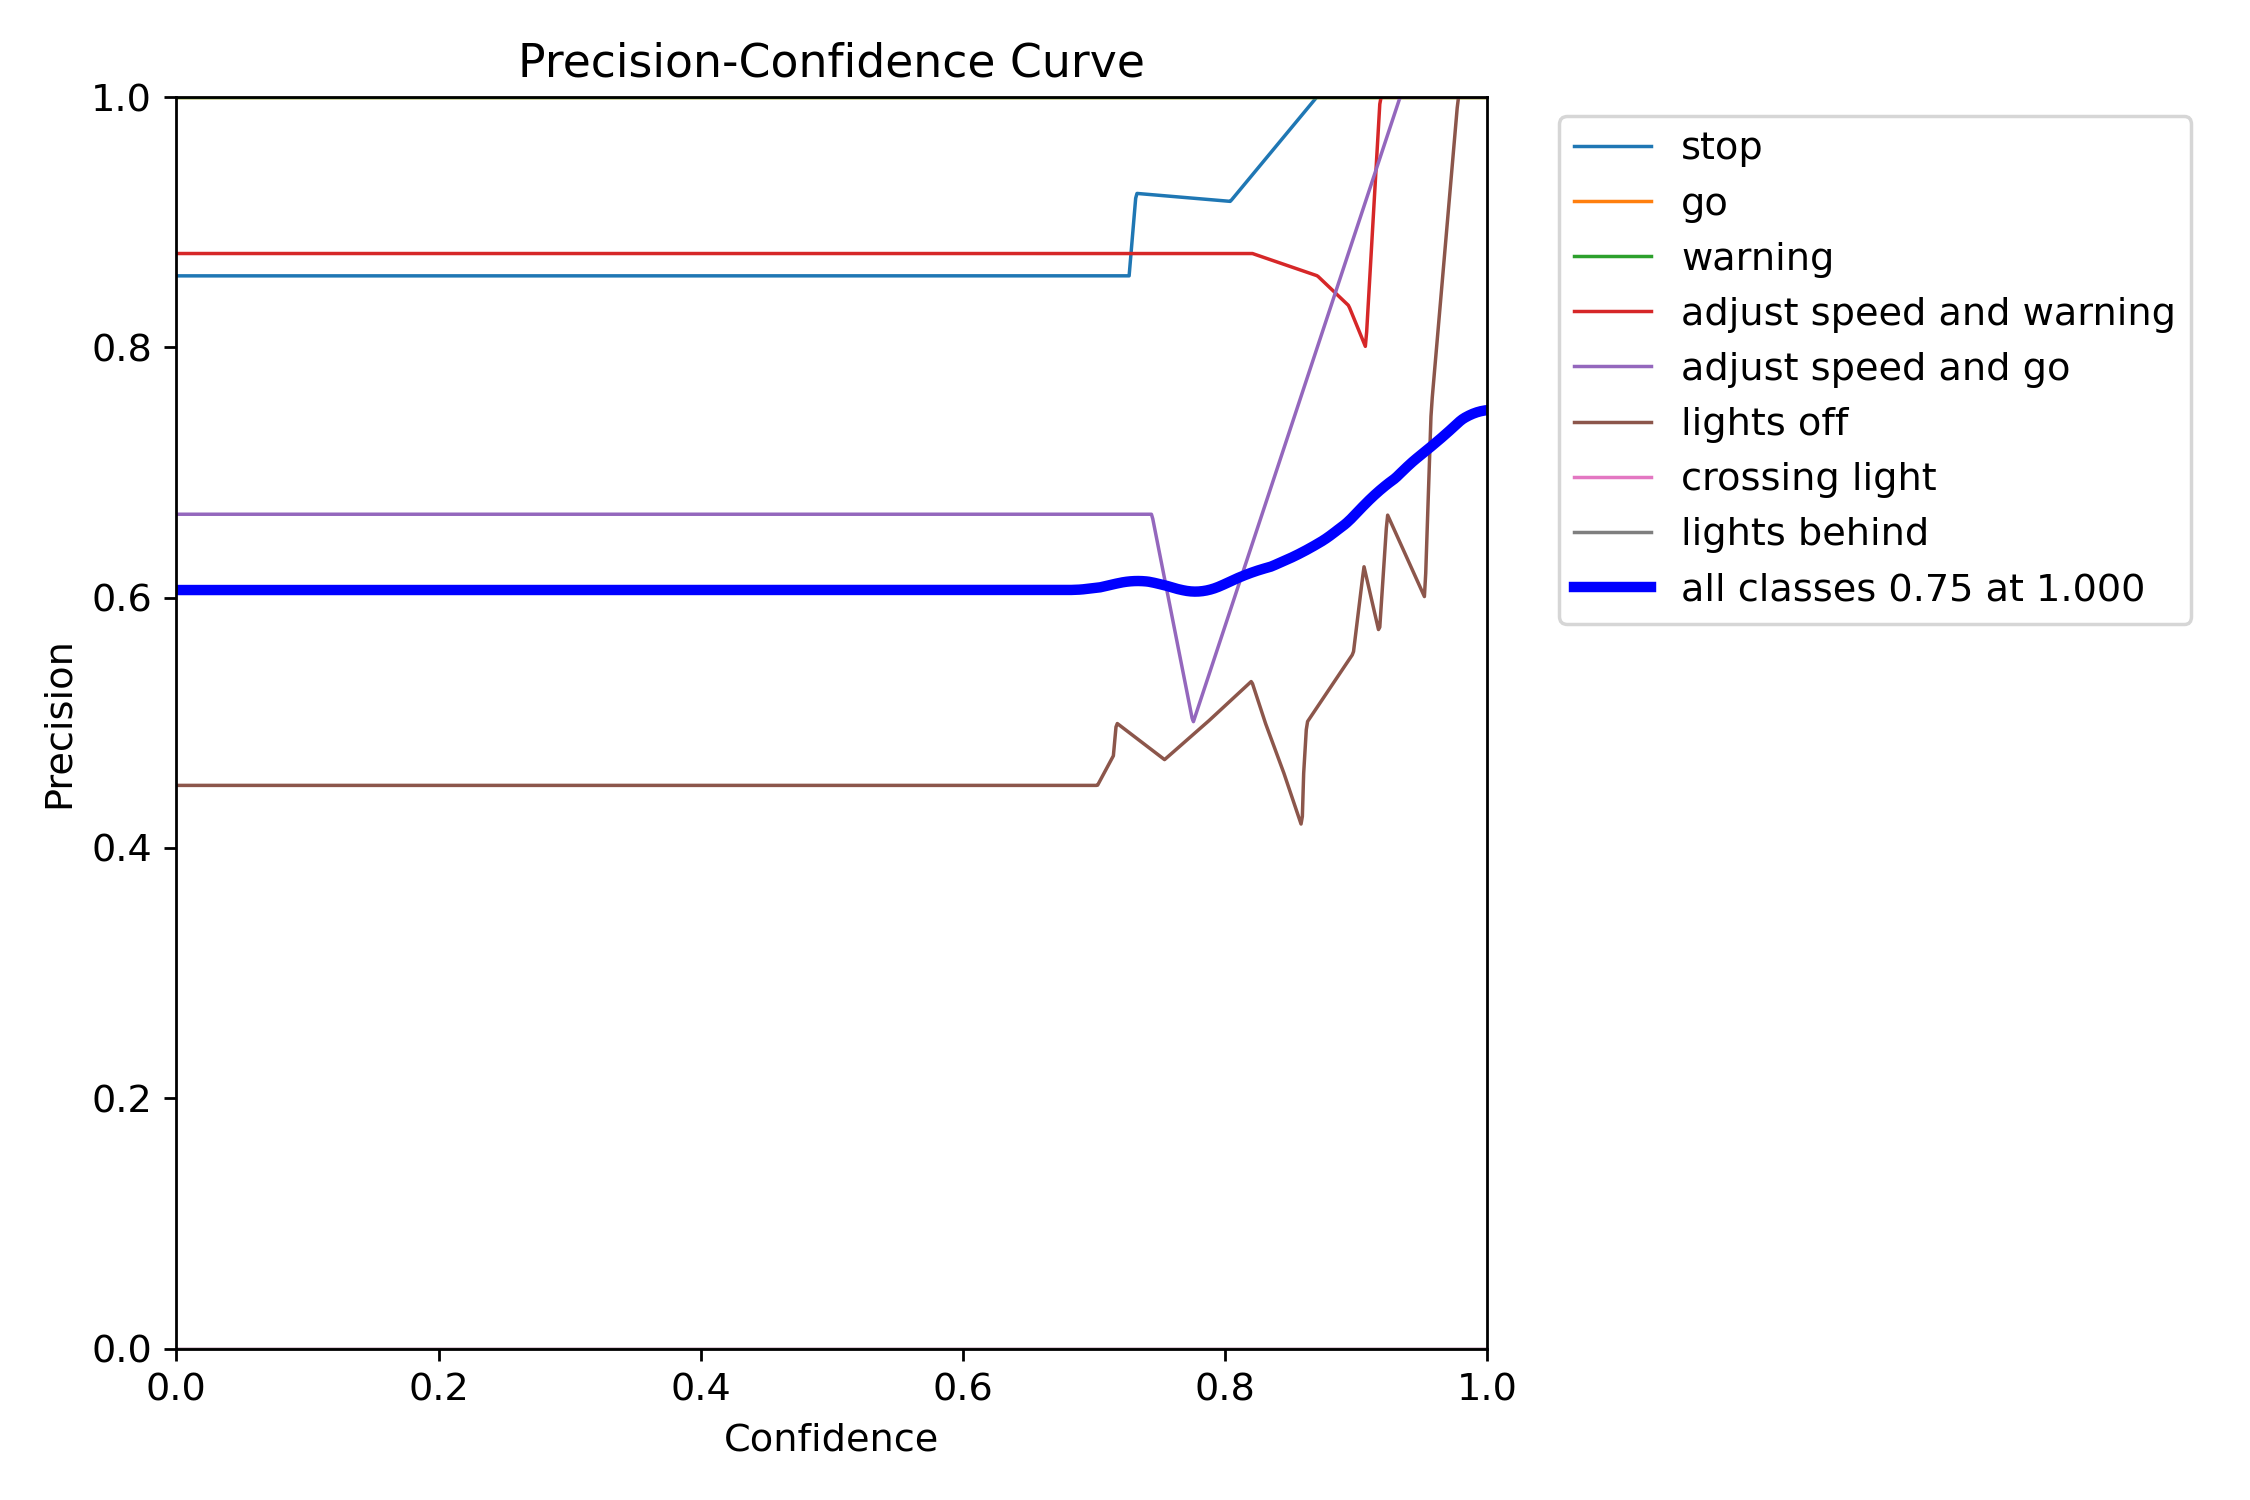 Precision-Confidence Curve
1.0
0.8
0.6
0.4
0.2
0.0
Precision
0.0 0.2 0.4 0.6 0.8 1.0
Confidence
stop
go
warning
adjust speed and warning
adjust speed and go
lights off
crossing light
lights behind
all classes 0.75 at 1.000